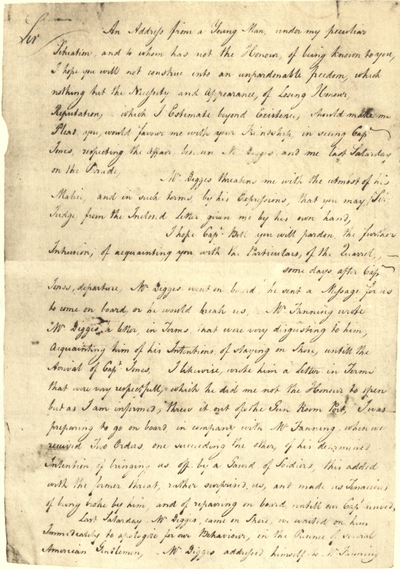 Sir
An Address from a Young Man, under my peculiar
Situation, and to whom has not the Honour, of being known to you,
I hope you will not construe into an unpardonable freedom, which
nothing but the Necessity and Appearance, of Losing Honour,
Reputation, which I Estimate beyond Existence, should make me
Plead, you would favour me with your Friendship in seeing Capt
Jones, respecting the affair between Mr Digges, and me last Saturday
on the Parade,
Mr Digges threatens me with the utmost of his
Malice, and in such terms, by his Expressions, that you may, Sir
Judge from the Inclosed Letter given me by his own hand,
I hope Capt Bell you will pardon the further
Intrusion, of acquainting you with the Particulars, of the Quarrel,
some days after Capt
Jones, departure, Mr Digges went on board he sent a Message for us
to come on board or he would break us, Mr Fanning wrote
Mr Digges a letter, in Terms, that were very disgusting to him,
Acquainting him of his Intentions, of staying on Shore, untill the
Arrival of Capt Jones, I likewise, wrote him a Letter in Terms
that were very respectfull, which he did me not the Honour to open
but as I am informed, threw it out of the Gun Room Port, I was
preparing to go on board in company with Mr Fanning, when we
received Two Orders, one succeeding the other, of his determined
Intention of bringing us off by a Guard of Soldiers, this added
with the former threat, rather surprised us, and made us Tenacious
of being broke by him and of repairing on board untill our Capt arrived,
Last Saturday Mr Digges, came on Shore, we waited on him
Immediately to apologize for our Behaviour, in the Presence of several
American Gentlemen, Mr Digges addressed himself to Mr Fanning